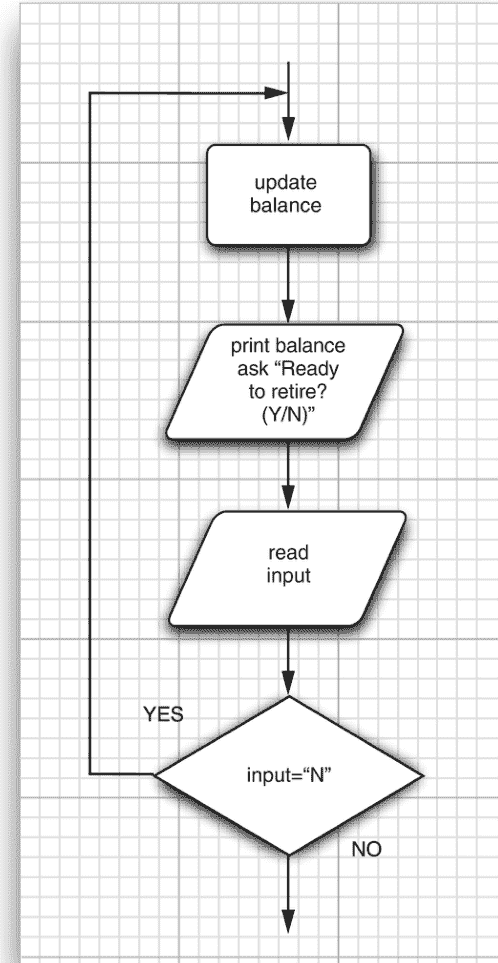 update
balance
print balance
ask “Ready
to retire?
(Y/N)”
read
input
YES
input=“N”
NO